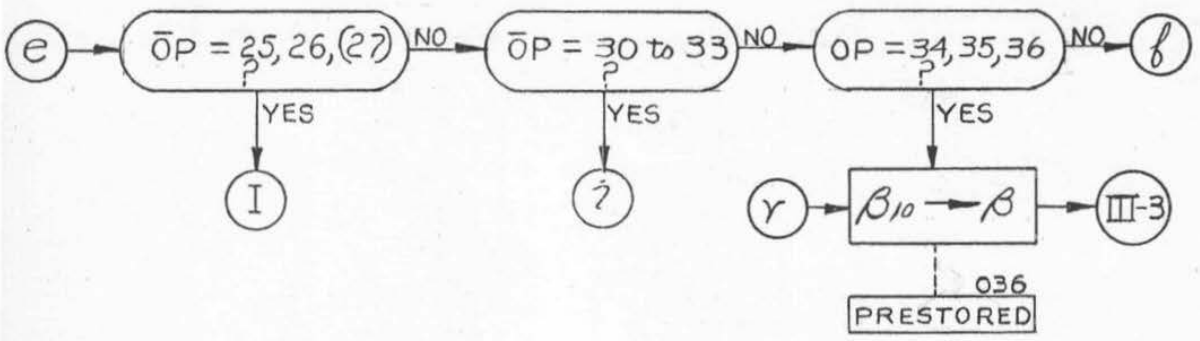 e ŌP = 25, 26, (27) ? NO ŌP = 30 to 33 ? NO OP = 34, 35, 36 ? NO f
YES YES YES
I i γ β10 → β III-3
036
PRESTORED